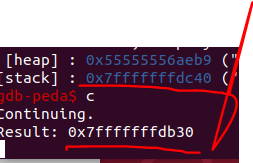 [heap] : 0x55555556aeb9 ("
[stack] : 0x7fffffffdc40 ("
gdb-peda$ c
Continuing.
Result: 0x7fffffffdb30